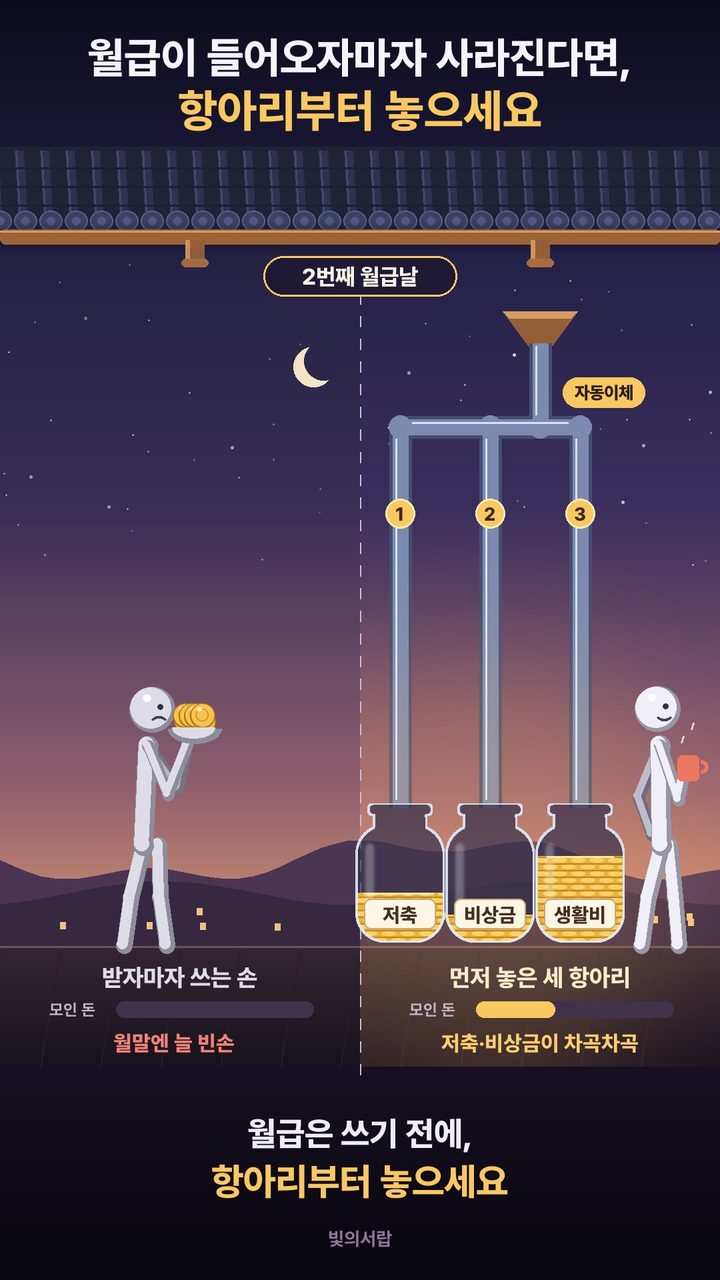 월급이 들어오자마자 사라진다면,
항아리부터 놓으세요
2번째 월급날
자동이체
1 2 3
저축 비상금 생활비
받자마자 쓰는 손
모인 돈
월말엔 늘 빈손
먼저 놓은 세 항아리
모인 돈
저축·비상금이 차곡차곡
월급은 쓰기 전에,
항아리부터 놓으세요
빛의서랍